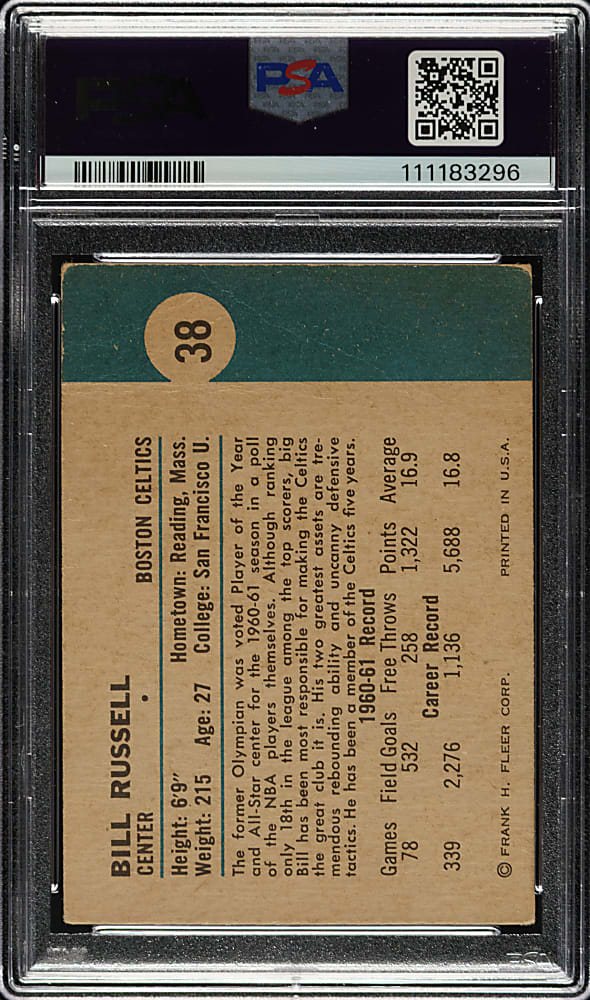 PSA
111183296
38
BILL RUSSELL
CENTER BOSTON CELTICS
Height: 6'9" Hometown: Reading, Mass.
Weight: 215 Age: 27 College: San Francisco U.
The former Olympian was voted Player of the Year
and All-Star center for the 1960-61 season in a poll
of the NBA players themselves. Although ranking
only 18th in the league among the top scorers, big
Bill has been most responsible for making the Celtics
the great club it is. His two greatest assets are tre-
mendous rebounding ability and uncanny defensive
tactics. He has been a member of the Celtics five years.
1960-61 Record
Games Field Goals Free Throws Points Average
78 532 258 1,322 16.9
Career Record
339 2,276 1,136 5,688 16.8
© FRANK H. FLEER CORP. PRINTED IN U.S.A.